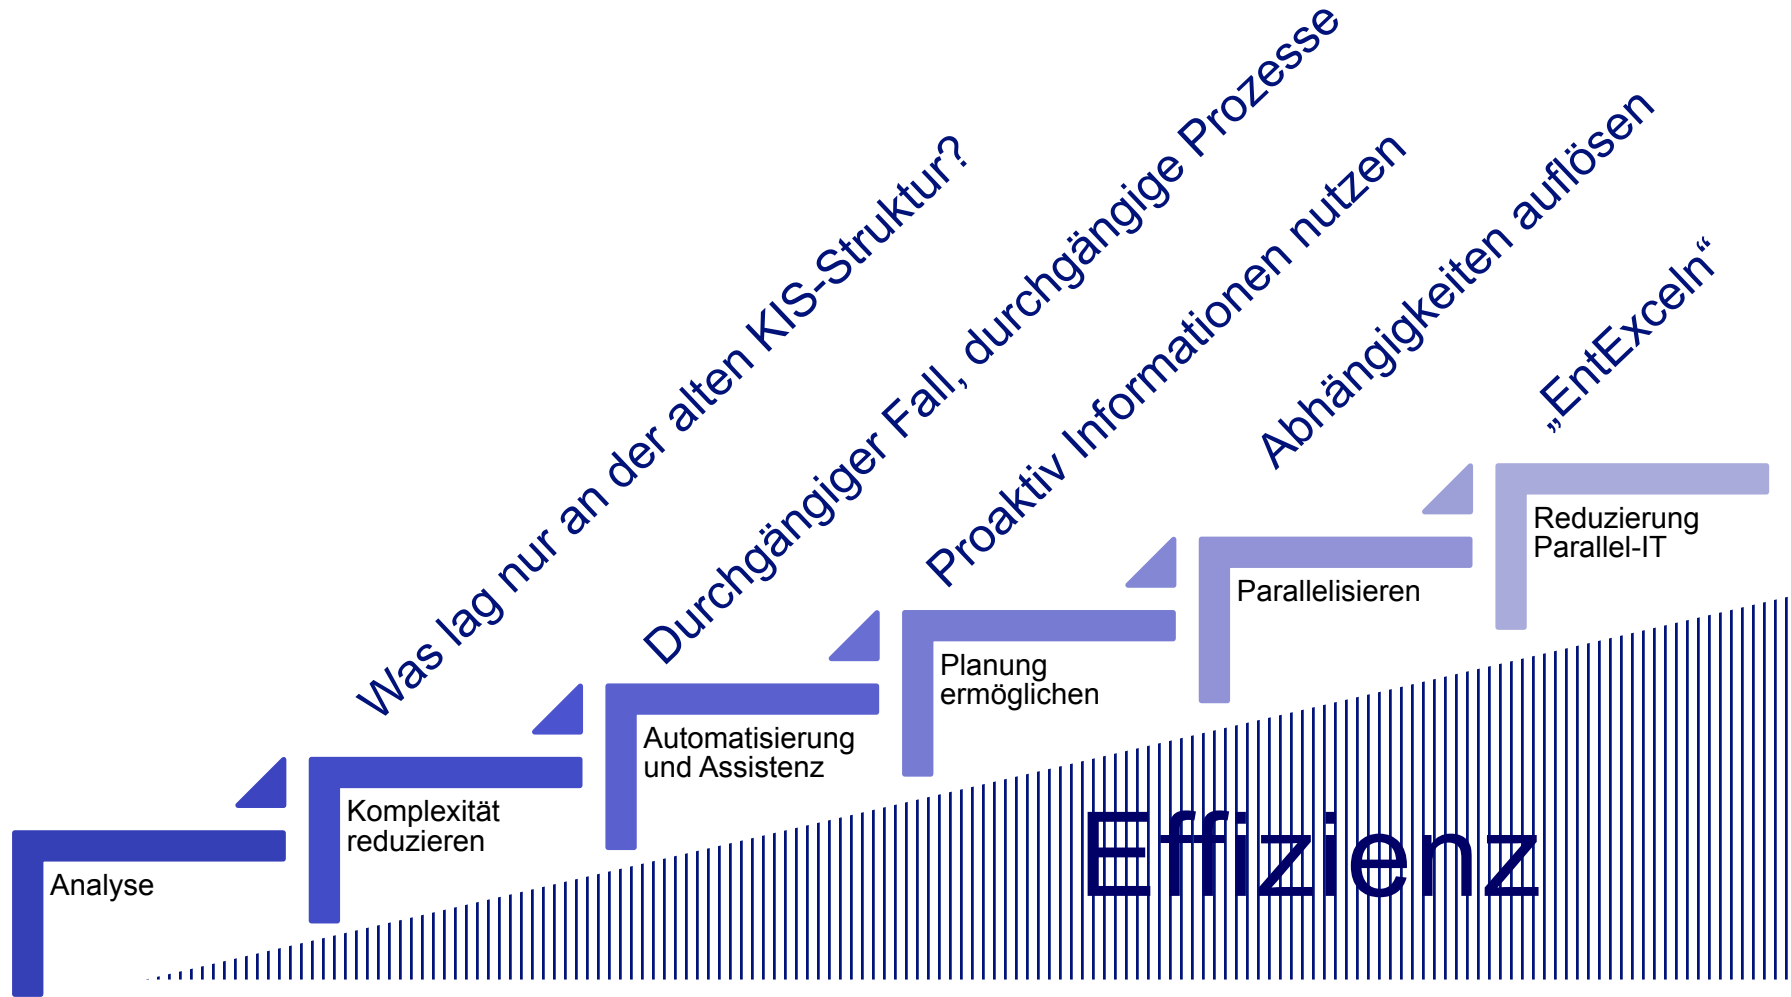 Was lag nur an der alten KIS-Struktur?
Durchgängiger Fall, durchgängige Prozesse
Proaktiv Informationen nutzen
Abhängigkeiten auflösen
„EntExceln“
Analyse
Komplexität
reduzieren
Automatisierung
und Assistenz
Planung
ermöglichen
Parallelisieren
Reduzierung
Parallel-IT
Effizienz